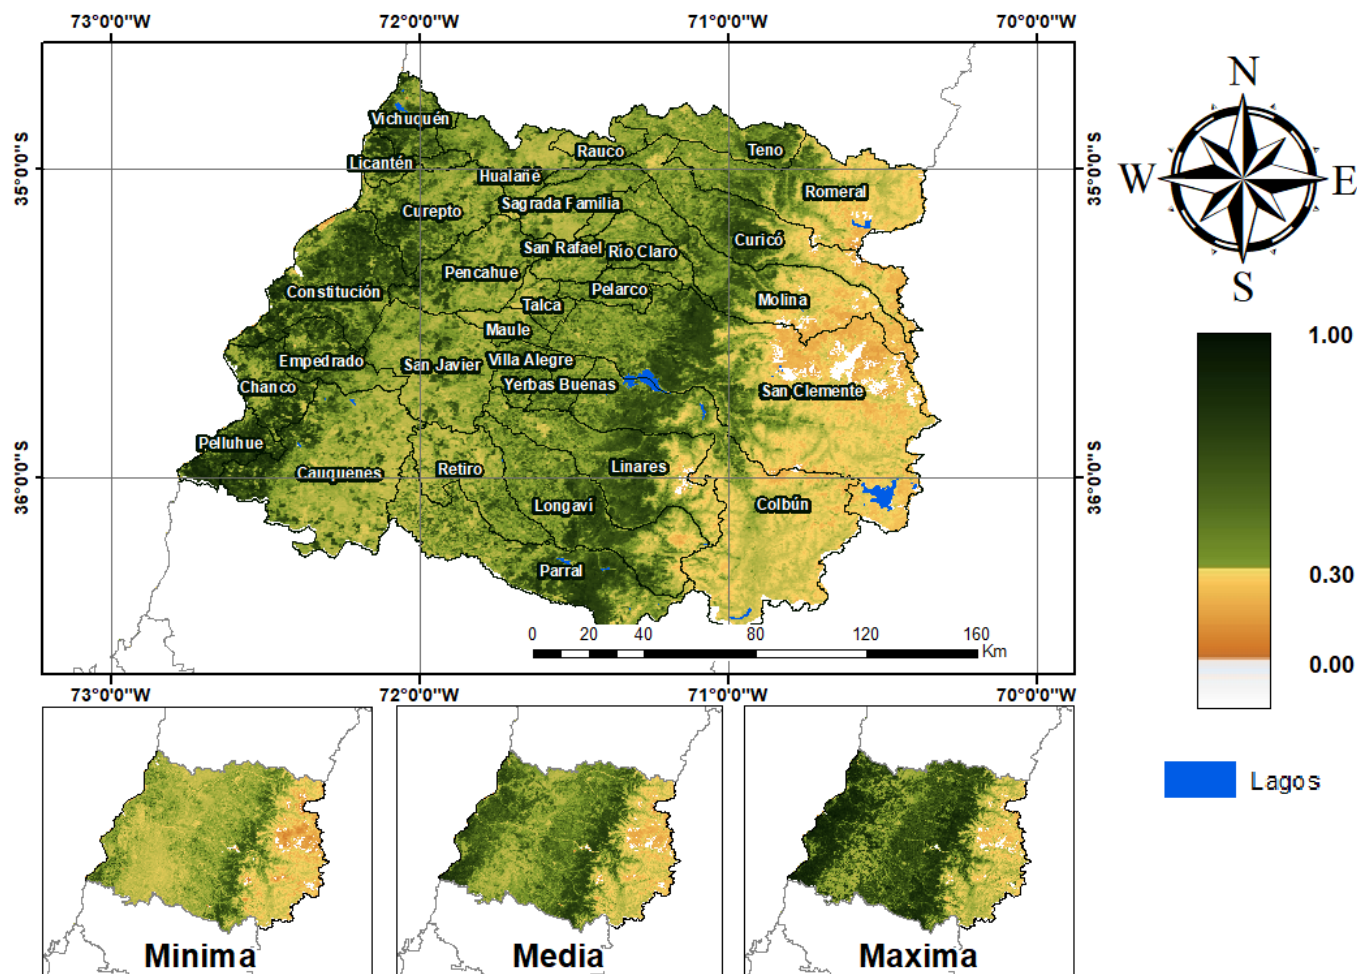 73°0'0"W 72°0'0"W 71°0'0"W 70°0'0"W
35°0'0"S
36°0'0"S
Vichuquén
Licantén
Rauco
Teno
Hualañé
Romeral
Sagrada Familia
Curepto
Curicó
San Rafael
Río Claro
Pencahue
Constitución
Pelarco
Molina
Talca
Maule
Empedrado
San Javier
Villa Alegre
Chanco
Yerbas Buenas
San Clemente
Pelluhue
Cauquenes
Retiro
Linares
Longaví
Colbún
Parral
0 20 40 80 120 160
Km
35°0'0"S
36°0'0"S
73°0'0"W 72°0'0"W 71°0'0"W 70°0'0"W
N
W E
S
1.00
0.30
0.00
Lagos
Minima
Media
Maxima